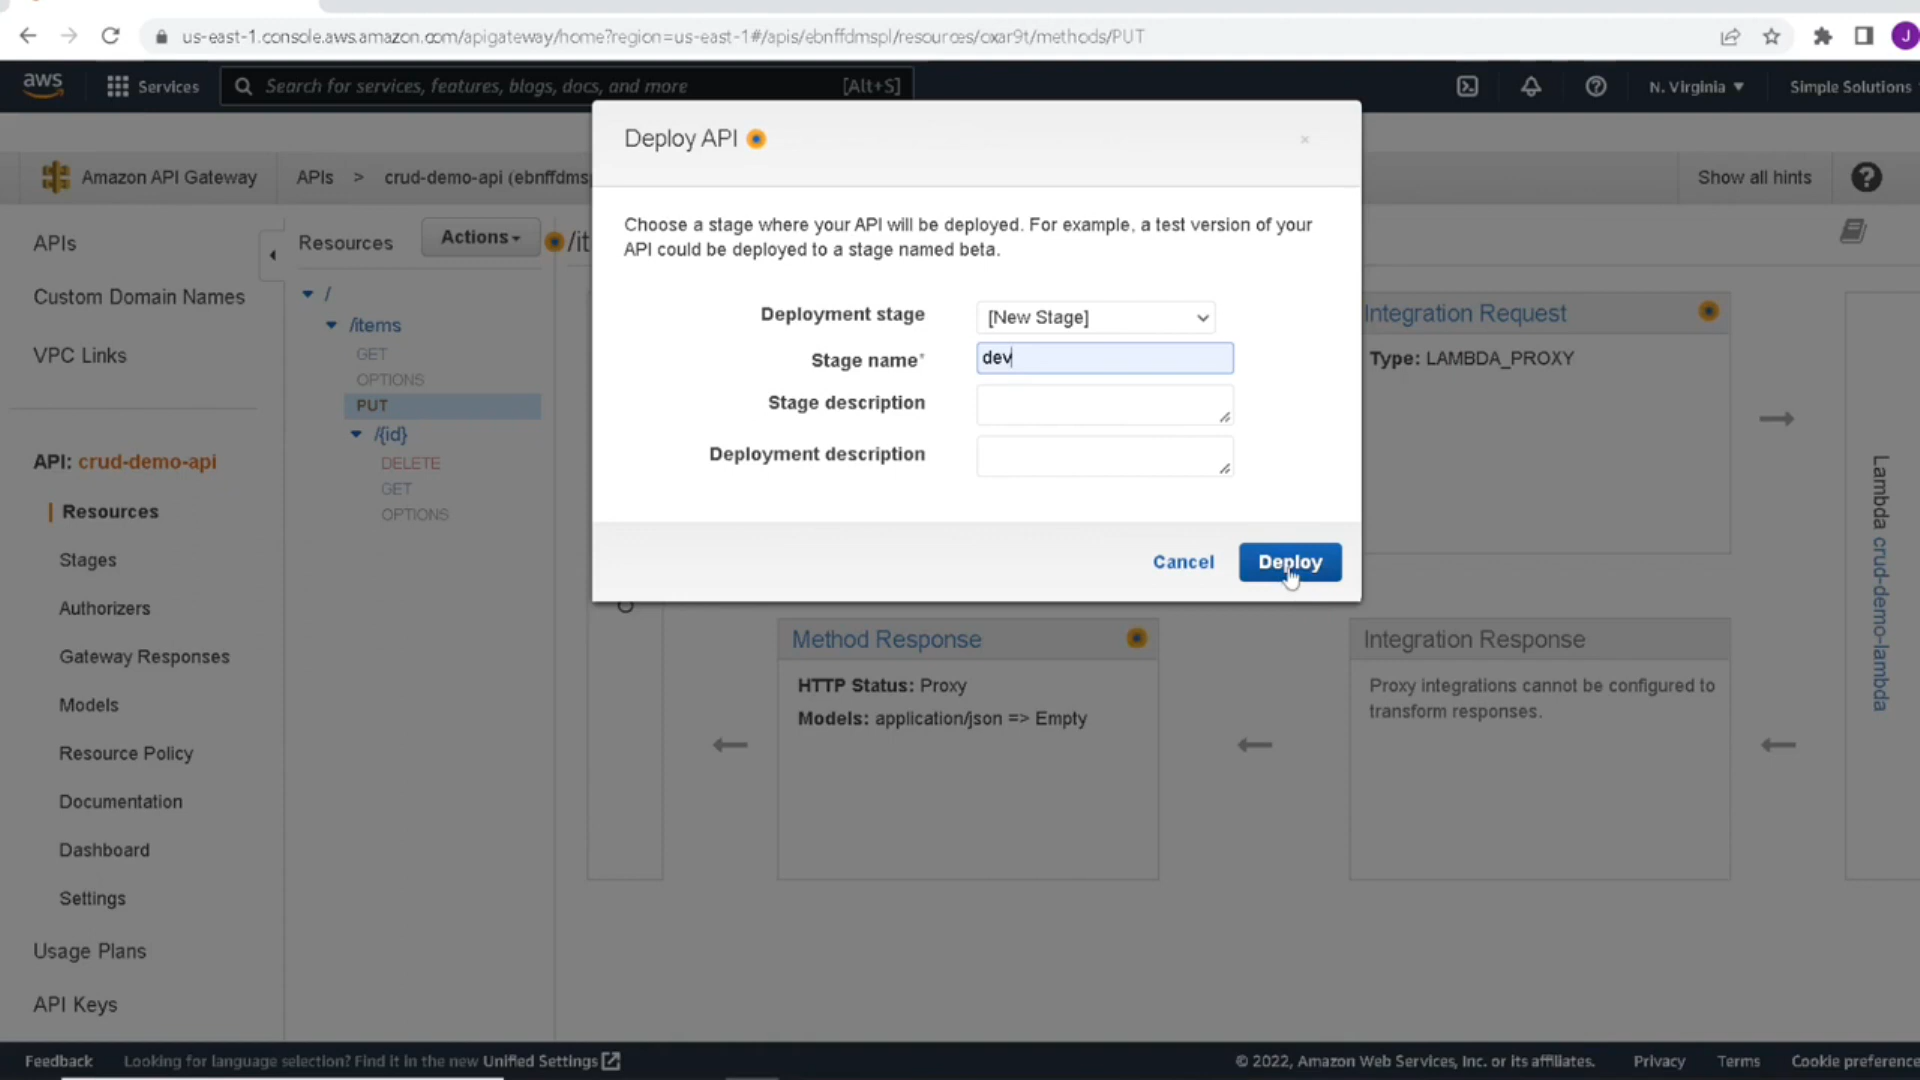 us-east-1.console.aws.amazon.com/apigateway/home?region=us-east-1#/apis/ebnffdmspl/resources/oxar9t/methods/PUT
J
aws
Services
Search for services, features, blogs, docs, and more
[Alt+S]
N. Virginia
Simple Solutions
Amazon API Gateway
APIs > crud-demo-api (ebnffdms
Show all hints
?
APIs
Custom Domain Names
VPC Links
API: crud-demo-api
Resources
Stages
Authorizers
Gateway Responses
Models
Resource Policy
Documentation
Dashboard
Settings
Usage Plans
API Keys
Resources
Actions
/
/items
GET
OPTIONS
PUT
/{id}
DELETE
GET
OPTIONS
/it
Deploy API
×
Choose a stage where your API will be deployed. For example, a test version of your
API could be deployed to a stage named beta.
Deployment stage
[New Stage]
Stage name*
dev
Stage description
Deployment description
Cancel
Deploy
Integration Request
Type: LAMBDA_PROXY
Method Response
HTTP Status: Proxy
Models: application/json => Empty
Integration Response
Proxy integrations cannot be configured to
transform responses.
Lambda crud-demo-lambda
Feedback
Looking for language selection? Find it in the new Unified Settings
© 2022, Amazon Web Services, Inc. or its affiliates.
Privacy
Terms
Cookie preference